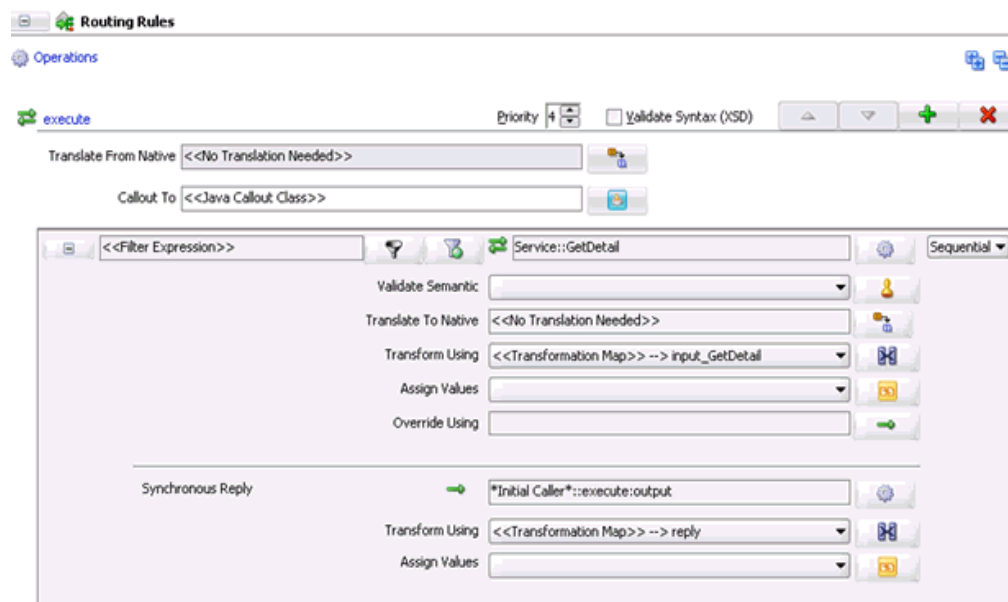 Routing Rules
Operations
execute Priority 4 Validate Syntax (XSD)
Translate From Native <<No Translation Needed>>
Callout To <<Java Callout Class>>
<<Filter Expression>> Service::GetDetail Sequential
Validate Semantic
Translate To Native <<No Translation Needed>>
Transform Using <<Transformation Map>> --> input_GetDetail
Assign Values
Override Using
Synchronous Reply *Initial Caller*::execute:output
Transform Using <<Transformation Map>> --> reply
Assign Values